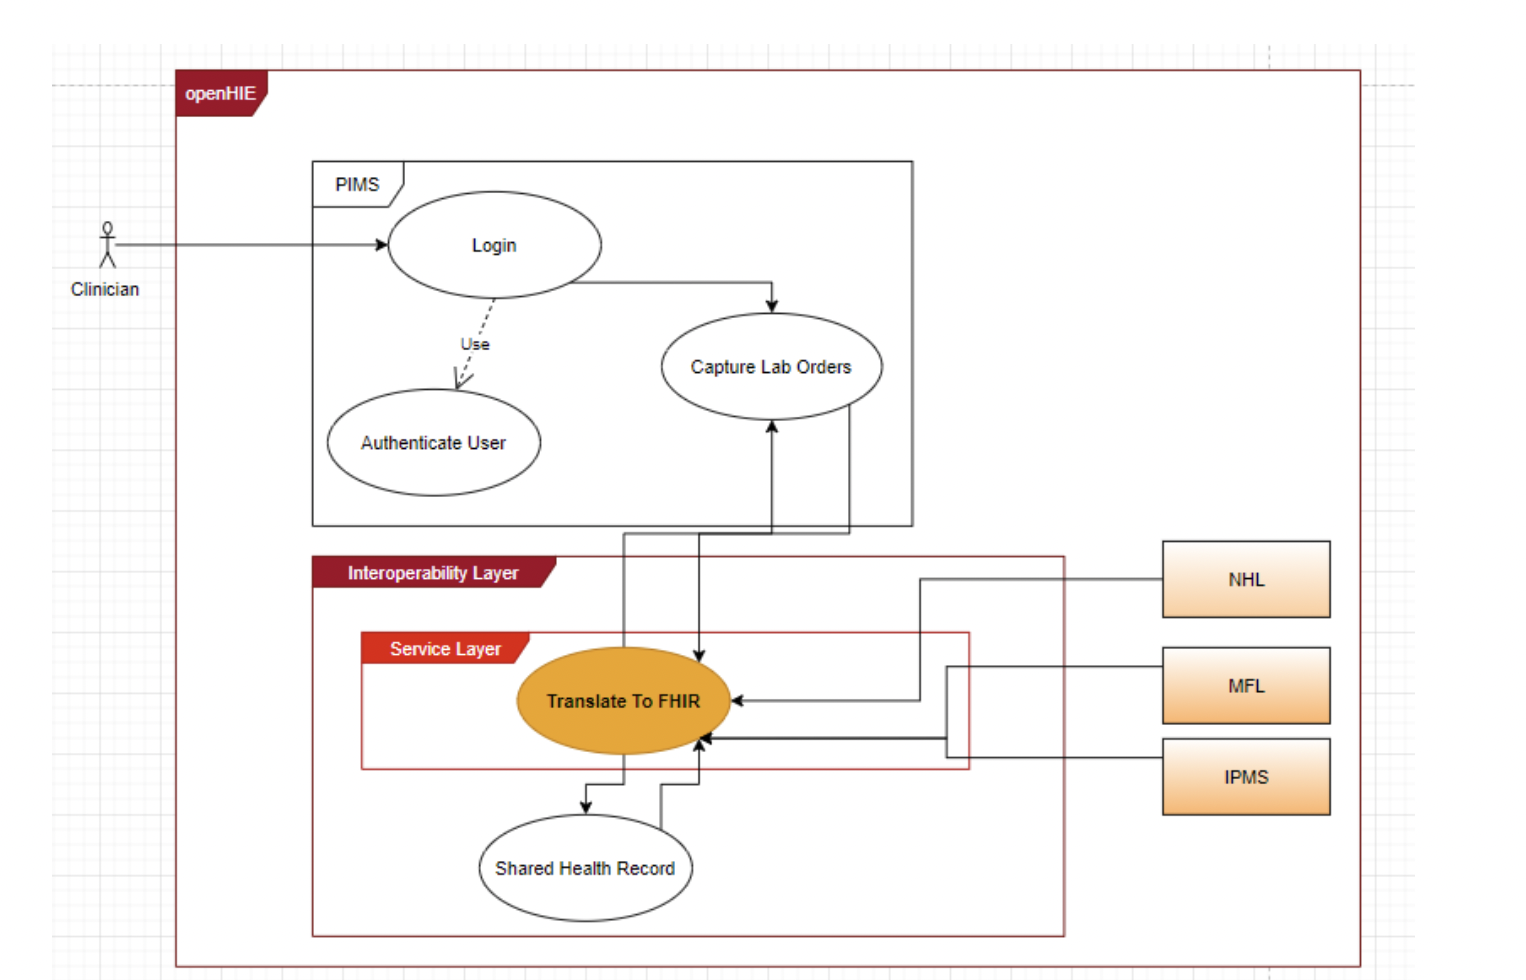 openHIE
PIMS
Login
Clinician
Use
Capture Lab Orders
Authenticate User
Interoperability Layer
NHL
Service Layer
Translate To FHIR
MFL
IPMS
Shared Health Record